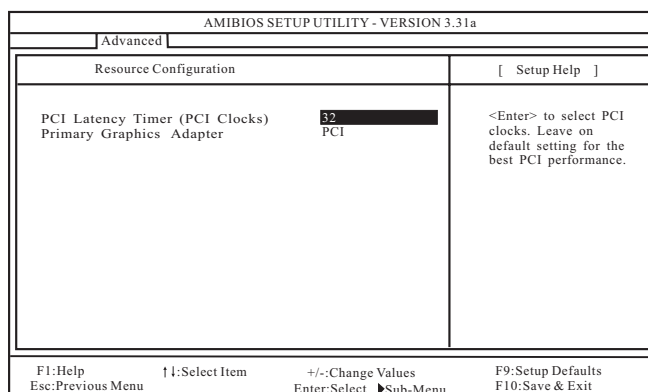 AMIBIOS SETUP UTILITY - VERSION 3.31a
Advanced
Resource Configuration
[ Setup Help ]
PCI Latency Timer (PCI Clocks) 32
Primary Graphics Adapter PCI
<Enter> to select PCI
clocks. Leave on
default setting for the
best PCI performance.
F1:Help ↑↓:Select Item +/-:Change Values F9:Setup Defaults
Esc:Previous Menu Enter:Select ▶Sub-Menu F10:Save & Exit